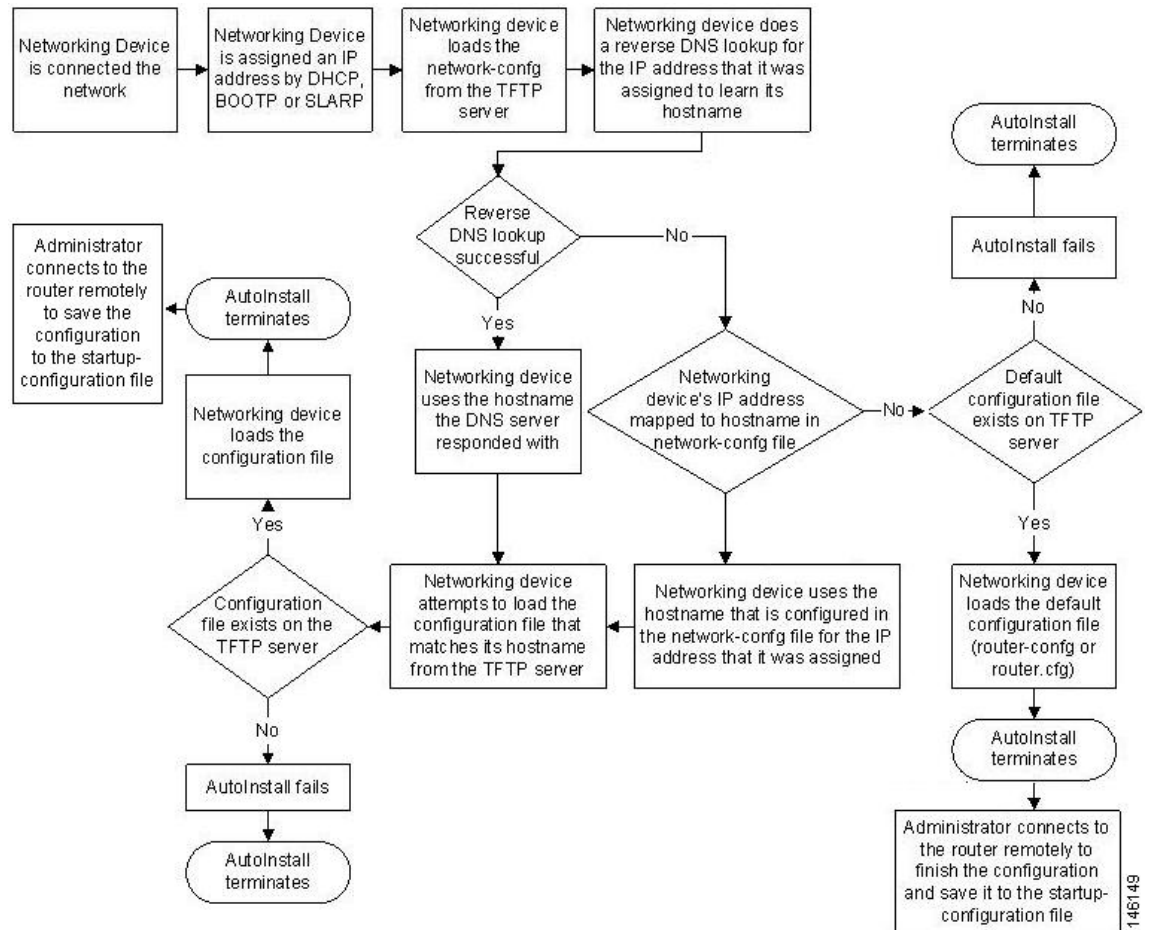 Networking Device
is connected the
network
Networking Device
is assigned an IP
address by DHCP,
BOOTP or SLARP
Networking device
loads the
network-confg
from the TFTP
server
Networking device does
a reverse DNS lookup for
the IP address that it was
assigned to learn its
hostname
AutoInstall
terminates
Reverse
DNS lookup
successful
No
AutoInstall fails
Administrator
connects to the
router remotely
to save the
configuration
to the startup-
configuration file
AutoInstall
terminates
Yes
No
Networking device
loads the
configuration file
Networking device
uses the hostname
the DNS server
responded with
Networking
device's IP address
mapped to hostname in
network-confg file
No
Default
configuration file
exists on TFTP
server
Yes
Yes
Configuration
file exists on the
TFTP server
Networking device
attempts to load the
configuration file that
matches its hostname
from the TFTP server
Networking device uses the
hostname that is configured in
the network-confg file for the IP
address that it was assigned
Networking device
loads the default
configuration file
(router-confg or
router.cfg)
No
AutoInstall fails
AutoInstall
terminates
AutoInstall
terminates
Administrator connects to
the router remotely to
finish the configuration
and save it to the startup-
configuration file
146149